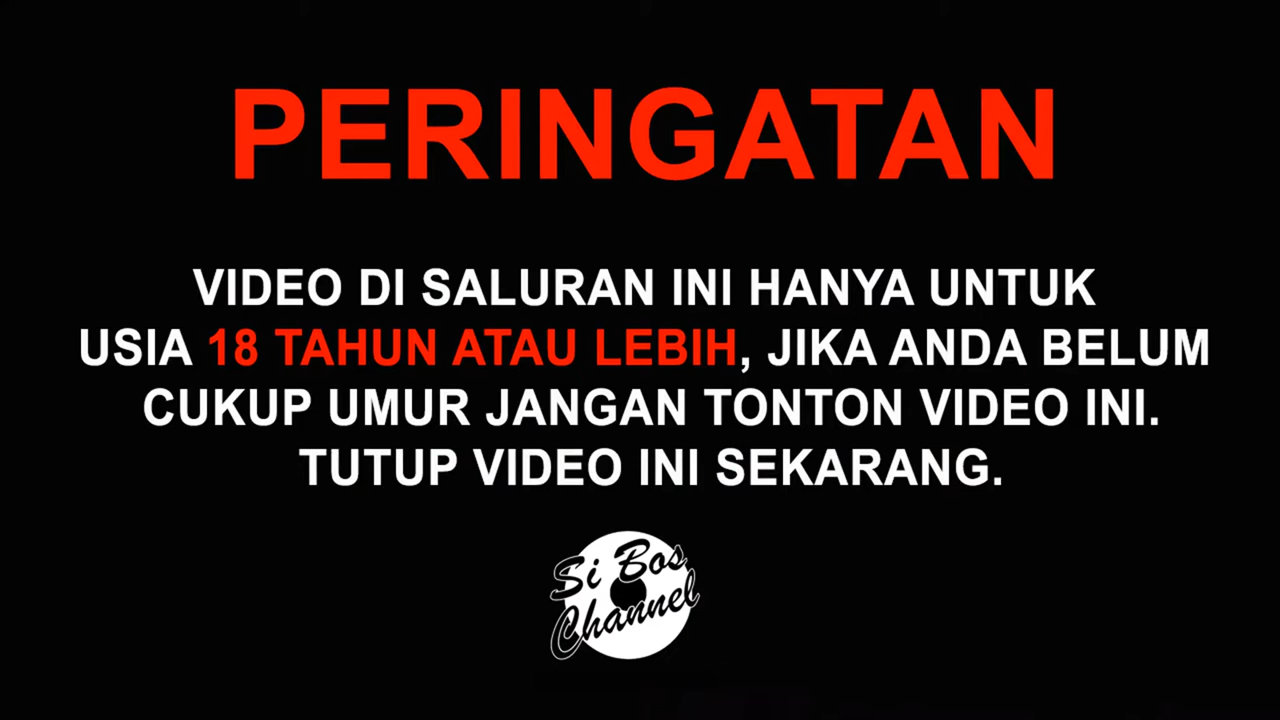 PERINGATAN
VIDEO DI SALURAN INI HANYA UNTUK
USIA 18 TAHUN ATAU LEBIH, JIKA ANDA BELUM
CUKUP UMUR JANGAN TONTON VIDEO INI.
TUTUP VIDEO INI SEKARANG.
Si Bos
Channel